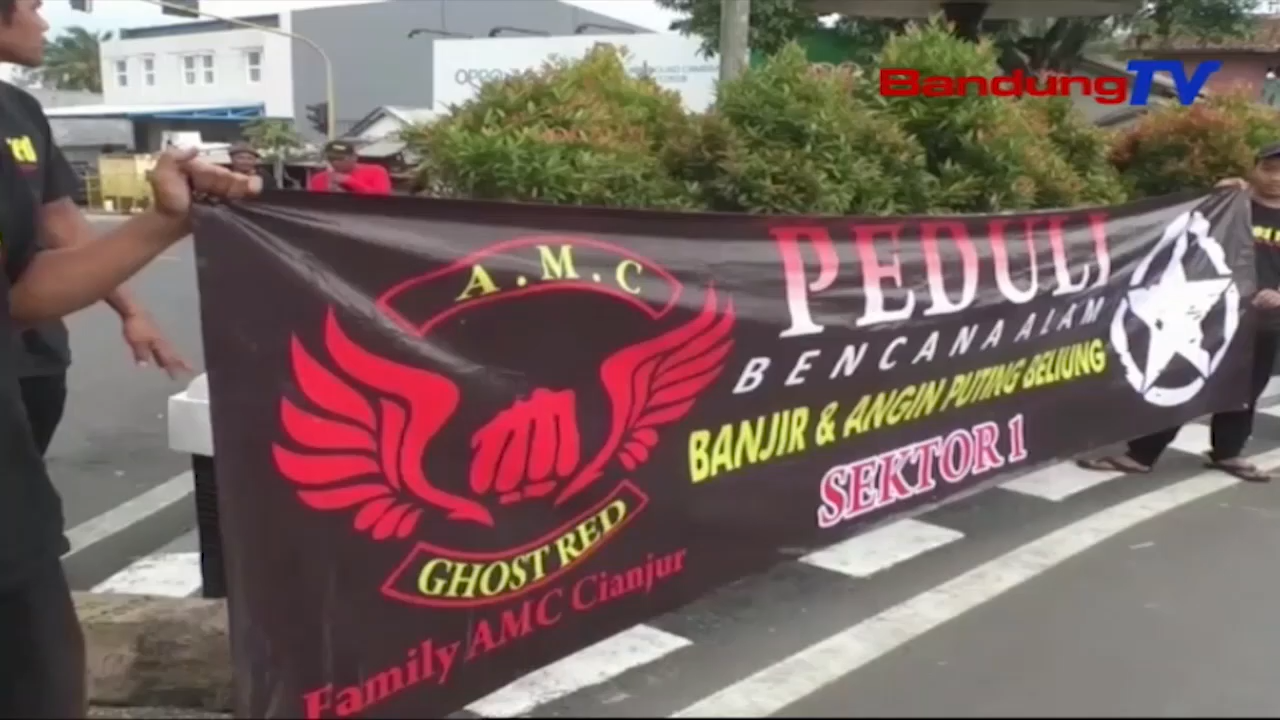 BandungTV
A.M.C
GHOST RED
Family AMC Cianjur
PEDULI
BENCANA ALAM
BANJIR & ANGIN PUTING BELIUNG
SEKTOR 1